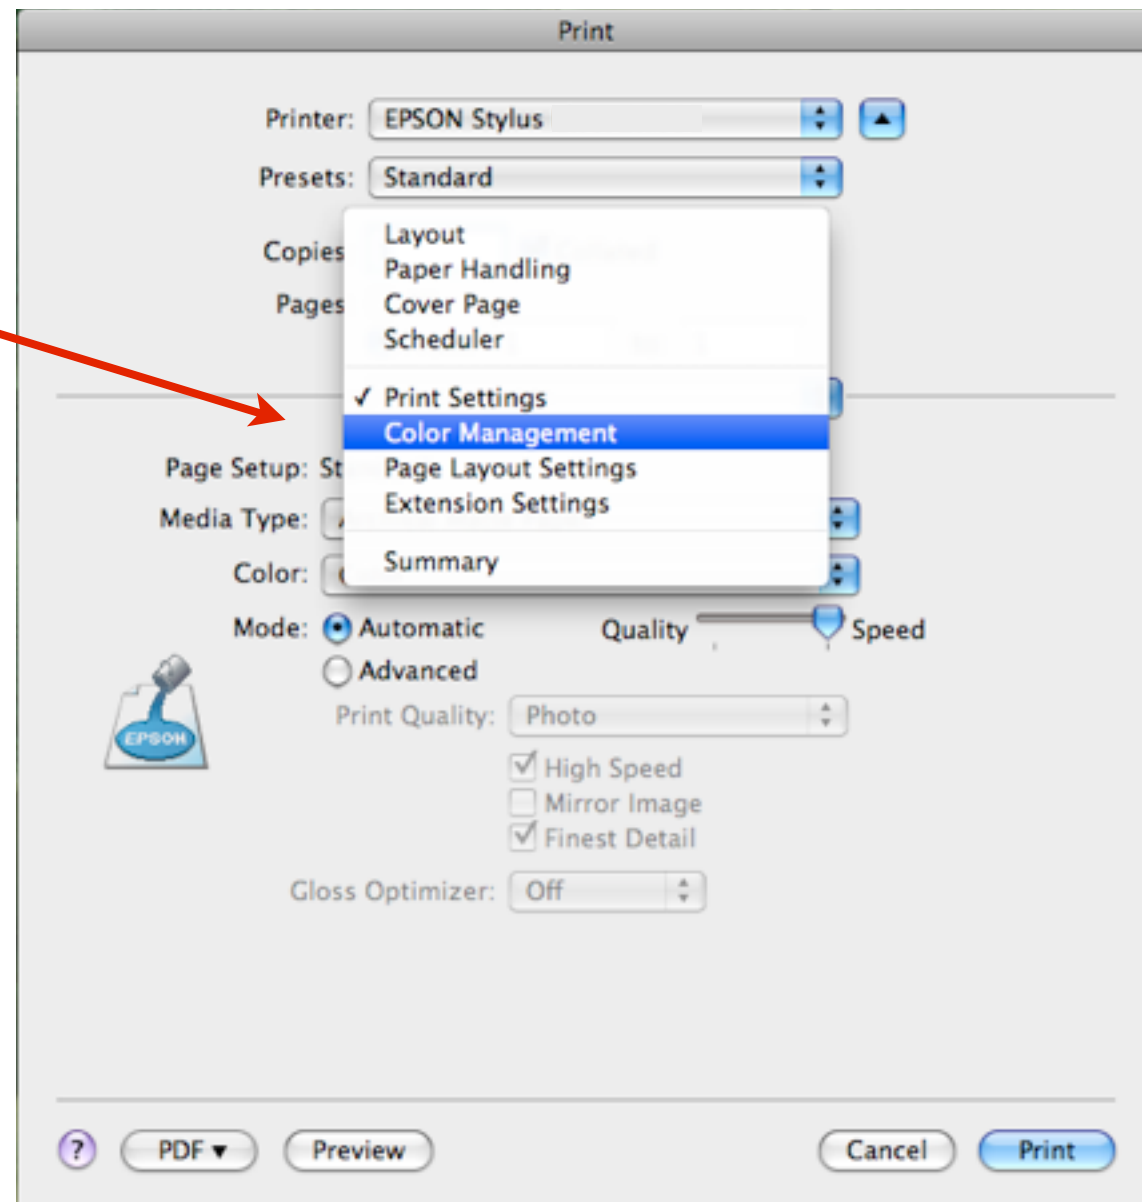 Print
Printer: EPSON Stylus
Presets: Standard
Copies
Pages
Layout
Paper Handling
Cover Page
Scheduler
✓ Print Settings
Color Management
Page Layout Settings
Extension Settings
Summary
Page Setup: St
Media Type:
Color:
Mode: Automatic Quality Speed
Advanced
Print Quality: Photo
High Speed
Mirror Image
Finest Detail
EPSON
Gloss Optimizer: Off
? PDF ▼ Preview Cancel Print